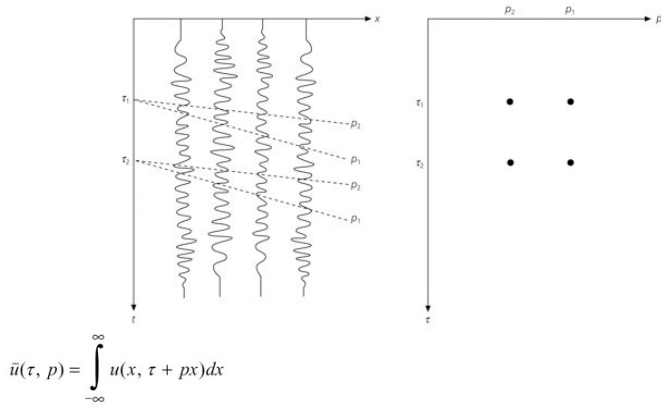 x
p₂
p₁
p
τ₁
p₂
τ₁
p₁
τ₂
p₂
τ₂
p₁
t
τ
ū(τ, p) = ∫_{-∞}^{∞} u(x, τ + px)dx